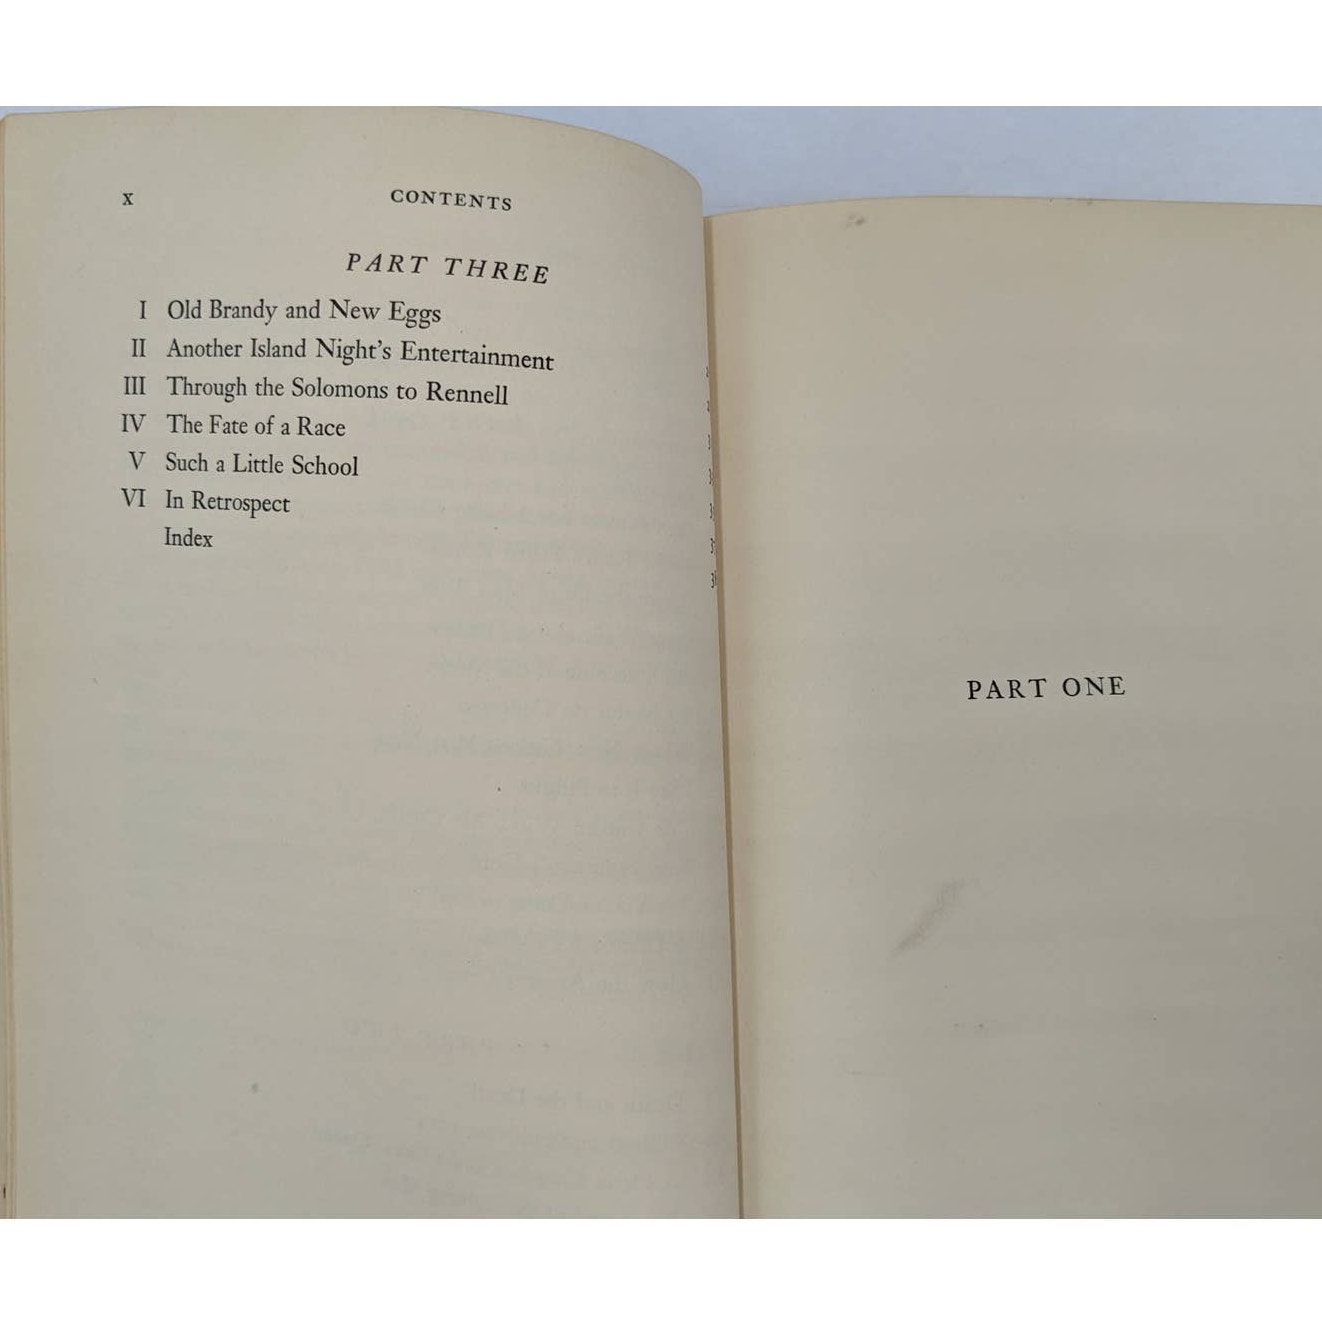 x CONTENTS
PART THREE
I Old Brandy and New Eggs
II Another Island Night's Entertainment
III Through the Solomons to Rennell
IV The Fate of a Race
V Such a Little School
VI In Retrospect
Index
PART ONE